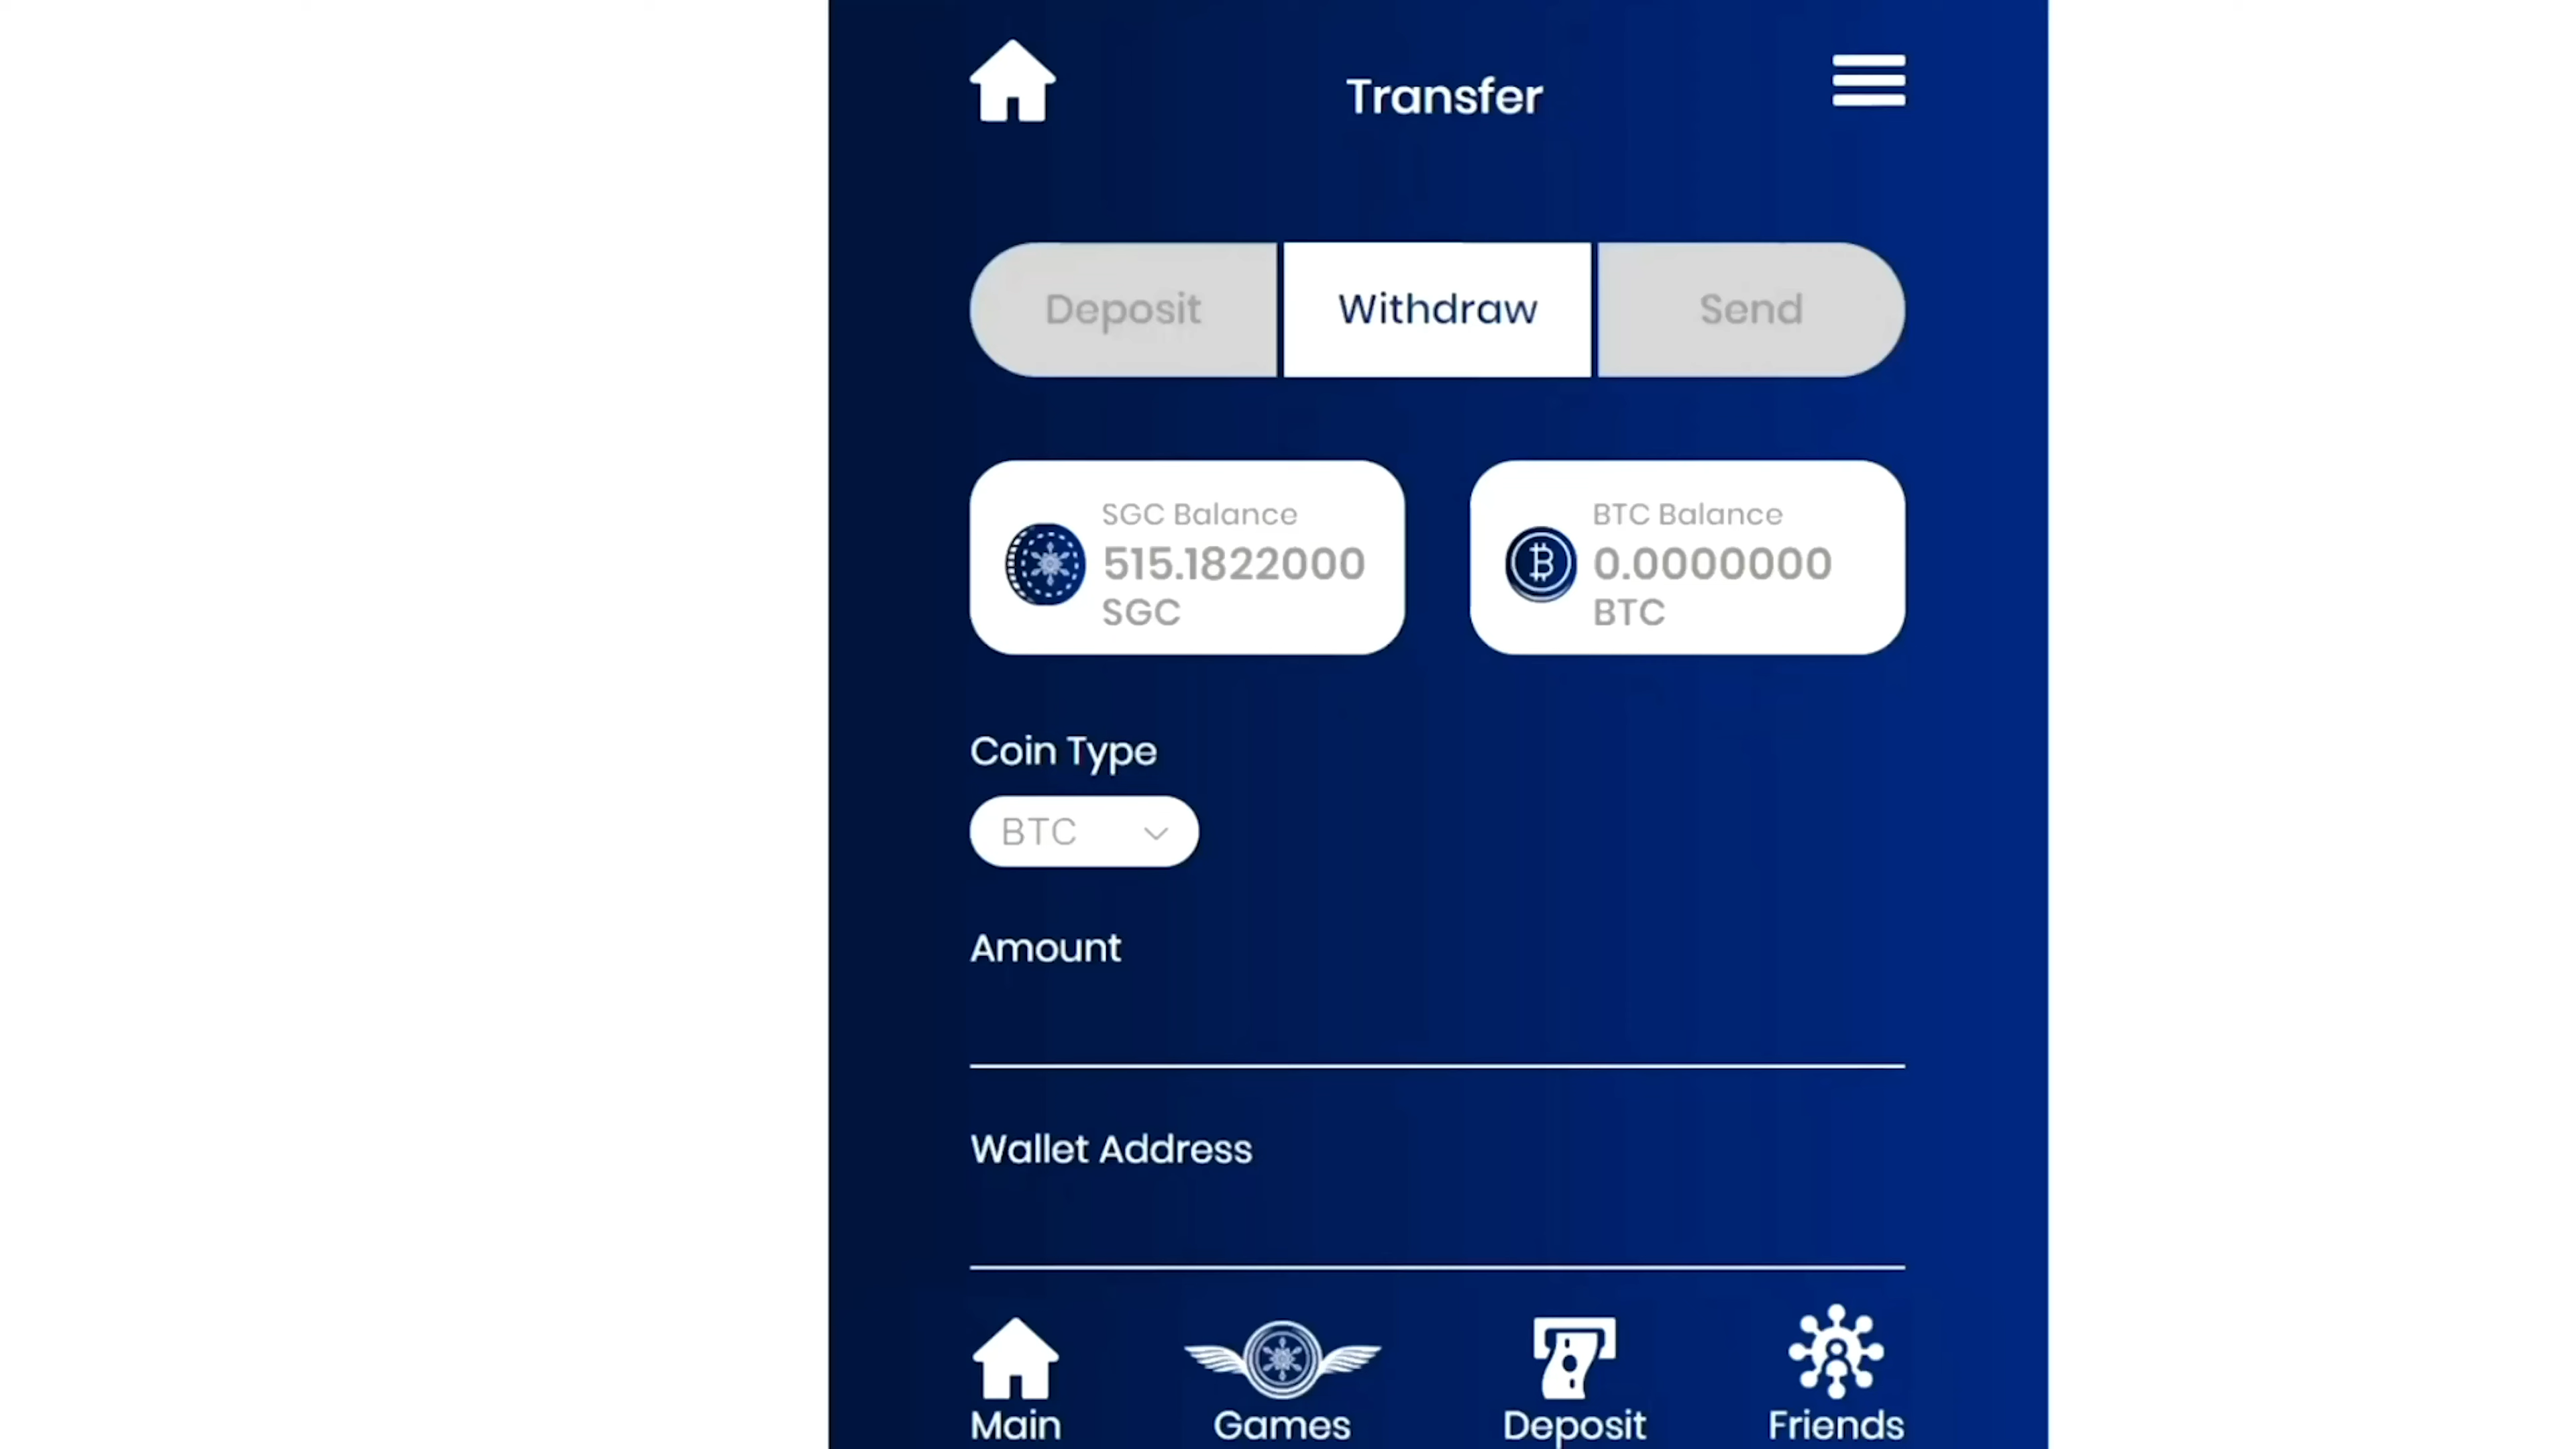 Transfer
Deposit
Withdraw
Send
SGC Balance
515.1822000
SGC
BTC Balance
0.0000000
BTC
Coin Type
BTC
Amount
Wallet Address
Main
Games
Deposit
Friends